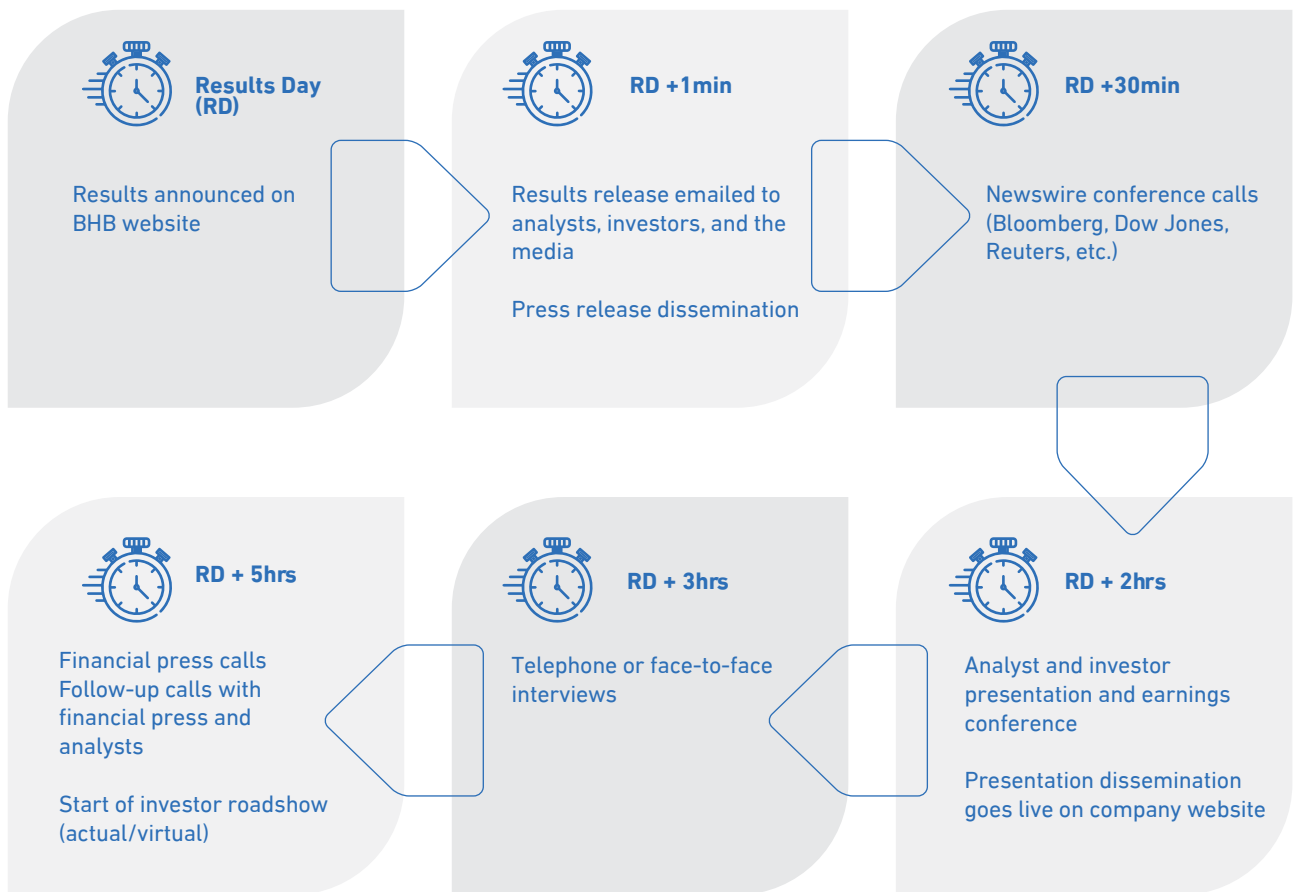 Results Day
(RD)
Results announced on
BHB website
RD +1min
Results release emailed to
analysts, investors, and the
media
Press release dissemination
RD +30min
Newswire conference calls
(Bloomberg, Dow Jones,
Reuters, etc.)
RD + 2hrs
Analyst and investor
presentation and earnings
conference
Presentation dissemination
goes live on company website
RD + 3hrs
Telephone or face-to-face
interviews
RD + 5hrs
Financial press calls
Follow-up calls with
financial press and
analysts
Start of investor roadshow
(actual/virtual)